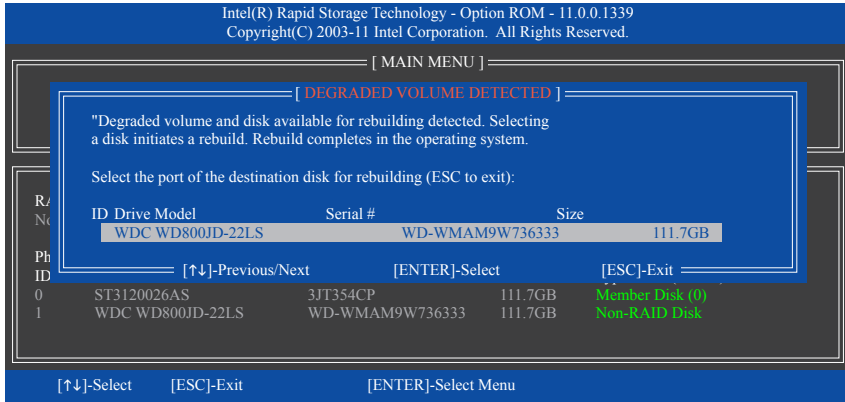 Intel(R) Rapid Storage Technology - Option ROM - 11.0.0.1339
Copyright(C) 2003-11 Intel Corporation. All Rights Reserved.
[ MAIN MENU ]
[ DEGRADED VOLUME DETECTED ]
"Degraded volume and disk available for rebuilding detected. Selecting
a disk initiates a rebuild. Rebuild completes in the operating system.
Select the port of the destination disk for rebuilding (ESC to exit):
ID Drive Model Serial # Size
WDC WD800JD-22LS WD-WMAM9W736333 111.7GB
[↑↓]-Previous/Next [ENTER]-Select [ESC]-Exit
ID
0 ST3120026AS 3JT354CP 111.7GB Member Disk (0)
1 WDC WD800JD-22LS WD-WMAM9W736333 111.7GB Non-RAID Disk
[↑↓]-Select [ESC]-Exit [ENTER]-Select Menu